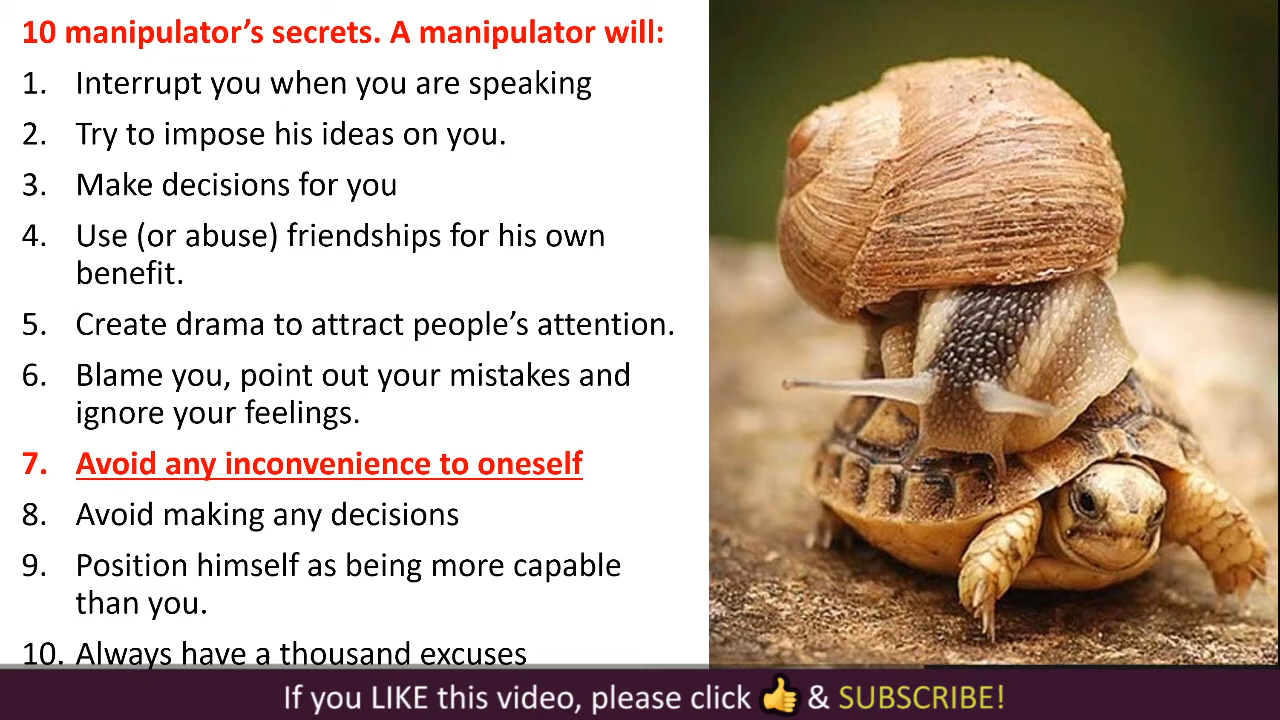 10 manipulator’s secrets. A manipulator will:
1. Interrupt you when you are speaking
2. Try to impose his ideas on you.
3. Make decisions for you
4. Use (or abuse) friendships for his own
benefit.
5. Create drama to attract people’s attention.
6. Blame you, point out your mistakes and
ignore your feelings.
7. Avoid any inconvenience to oneself
8. Avoid making any decisions
9. Position himself as being more capable
than you.
10. Always have a thousand excuses
If you LIKE this video, please click 👍 & SUBSCRIBE!